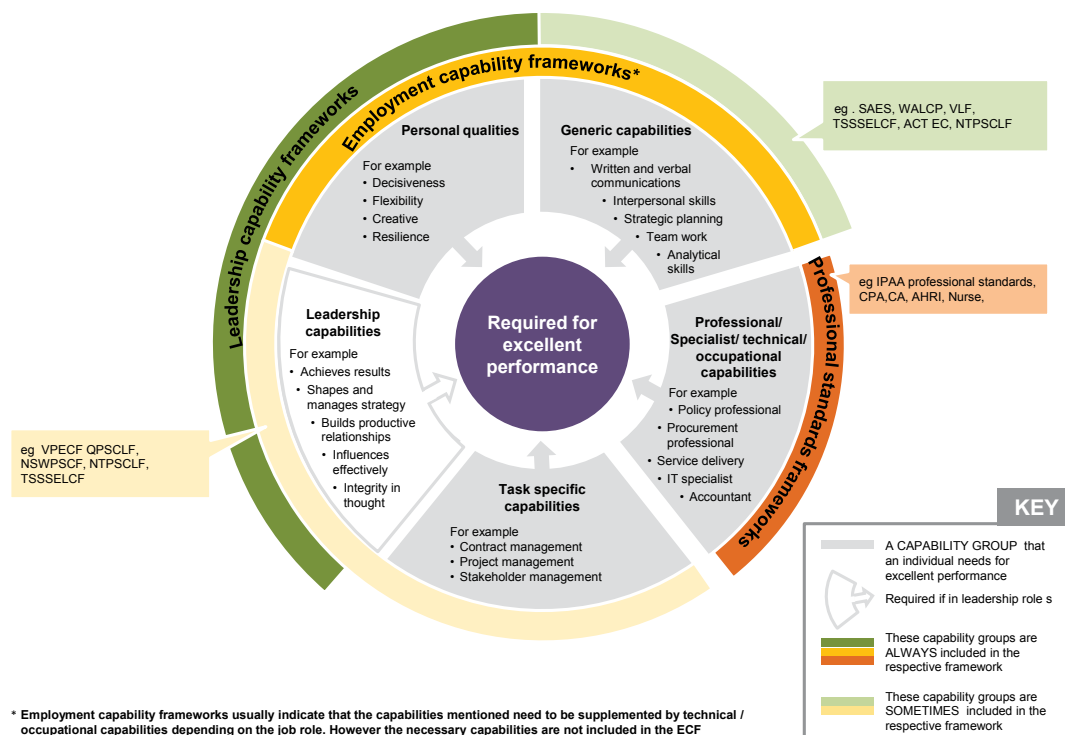 Leadership capability frameworks
Employment capability frameworks*
Personal qualities
For example
• Decisiveness
• Flexibility
• Creative
• Resilience
Generic capabilities
For example
• Written and verbal
communications
• Interpersonal skills
• Strategic planning
• Team work
• Analytical
skills
eg . SAES, WALCP, VLF,
TSSSELCF, ACT EC, NTPSCLF
Professional standards frameworks
eg IPAA professional standards,
CPA,CA, AHRI, Nurse,
Leadership
capabilities
For example
• Achieves results
• Shapes and
manages strategy
• Builds productive
relationships
• Influences
effectively
• Integrity in
thought
Required for
excellent
performance
Professional/
Specialist/ technical/
occupational
capabilities
For example
• Policy professional
• Procurement
professional
• Service delivery
• IT specialist
• Accountant
eg VPECF QPSCLF,
NSWPSCF, NTPSCLF,
TSSSELCF
Task specific
capabilities
For example
• Contract management
• Project management
• Stakeholder management
KEY
A CAPABILITY GROUP that
an individual needs for
excellent performance
Required if in leadership role s
These capability groups are
ALWAYS included in the
respective framework
These capability groups are
SOMETIMES included in the
respective framework
* Employment capability frameworks usually indicate that the capabilities mentioned need to be supplemented by technical /
occupational capabilities depending on the job role. However the necessary capabilities are not included in the ECF